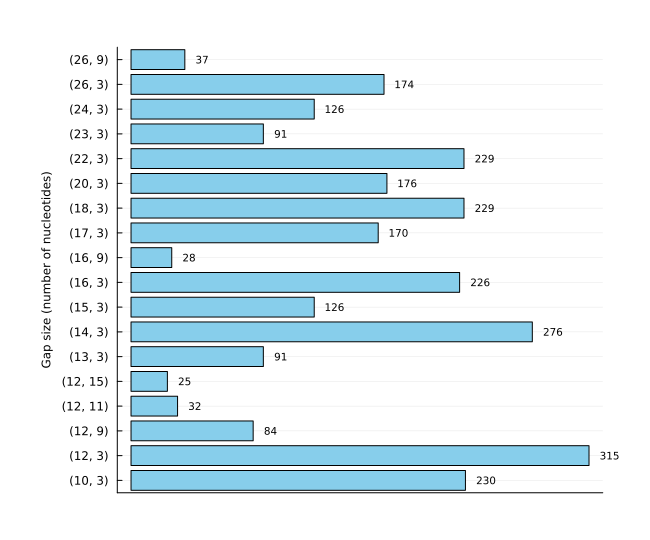 Gap size (number of nucleotides)
(26, 9) 37
(26, 3) 174
(24, 3) 126
(23, 3) 91
(22, 3) 229
(20, 3) 176
(18, 3) 229
(17, 3) 170
(16, 9) 28
(16, 3) 226
(15, 3) 126
(14, 3) 276
(13, 3) 91
(12, 15) 25
(12, 11) 32
(12, 9) 84
(12, 3) 315
(10, 3) 230